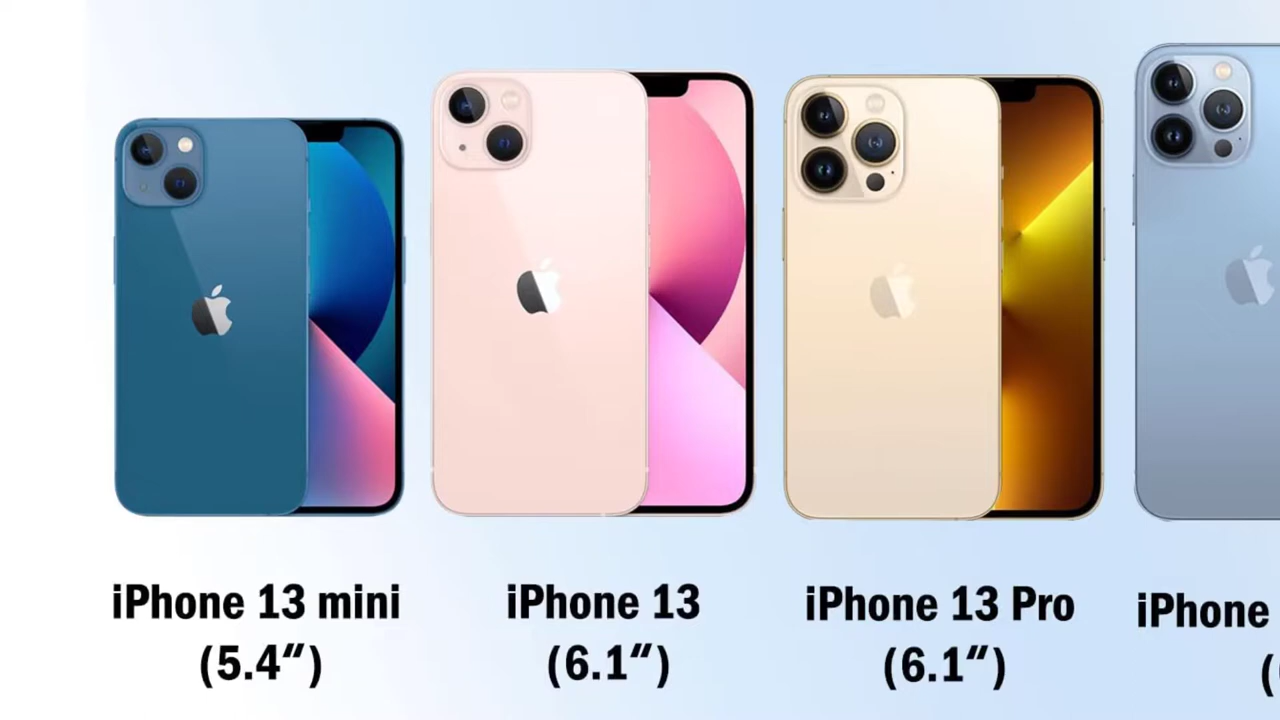 iPhone 13 mini
(5.4″)
iPhone 13
(6.1″)
iPhone 13 Pro
(6.1″)
iPhone